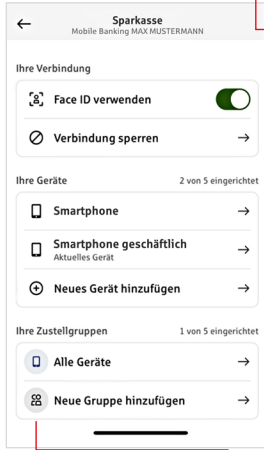 Sparkasse
Mobile Banking MAX MUSTERMANN
Ihre Verbindung
Face ID verwenden
Verbindung sperren
Ihre Geräte 2 von 5 eingerichtet
Smartphone
Smartphone geschäftlich
Aktuelles Gerät
Neues Gerät hinzufügen
Ihre Zustellgruppen 1 von 5 eingerichtet
Alle Geräte
Neue Gruppe hinzufügen